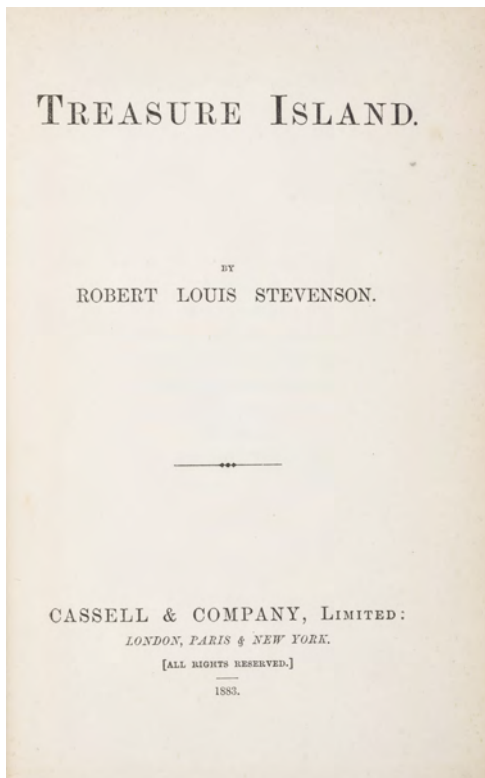 TREASURE ISLAND.
BY
ROBERT LOUIS STEVENSON.
CASSELL & COMPANY, LIMITED:
LONDON, PARIS & NEW YORK.
[ALL RIGHTS RESERVED.]
1883.